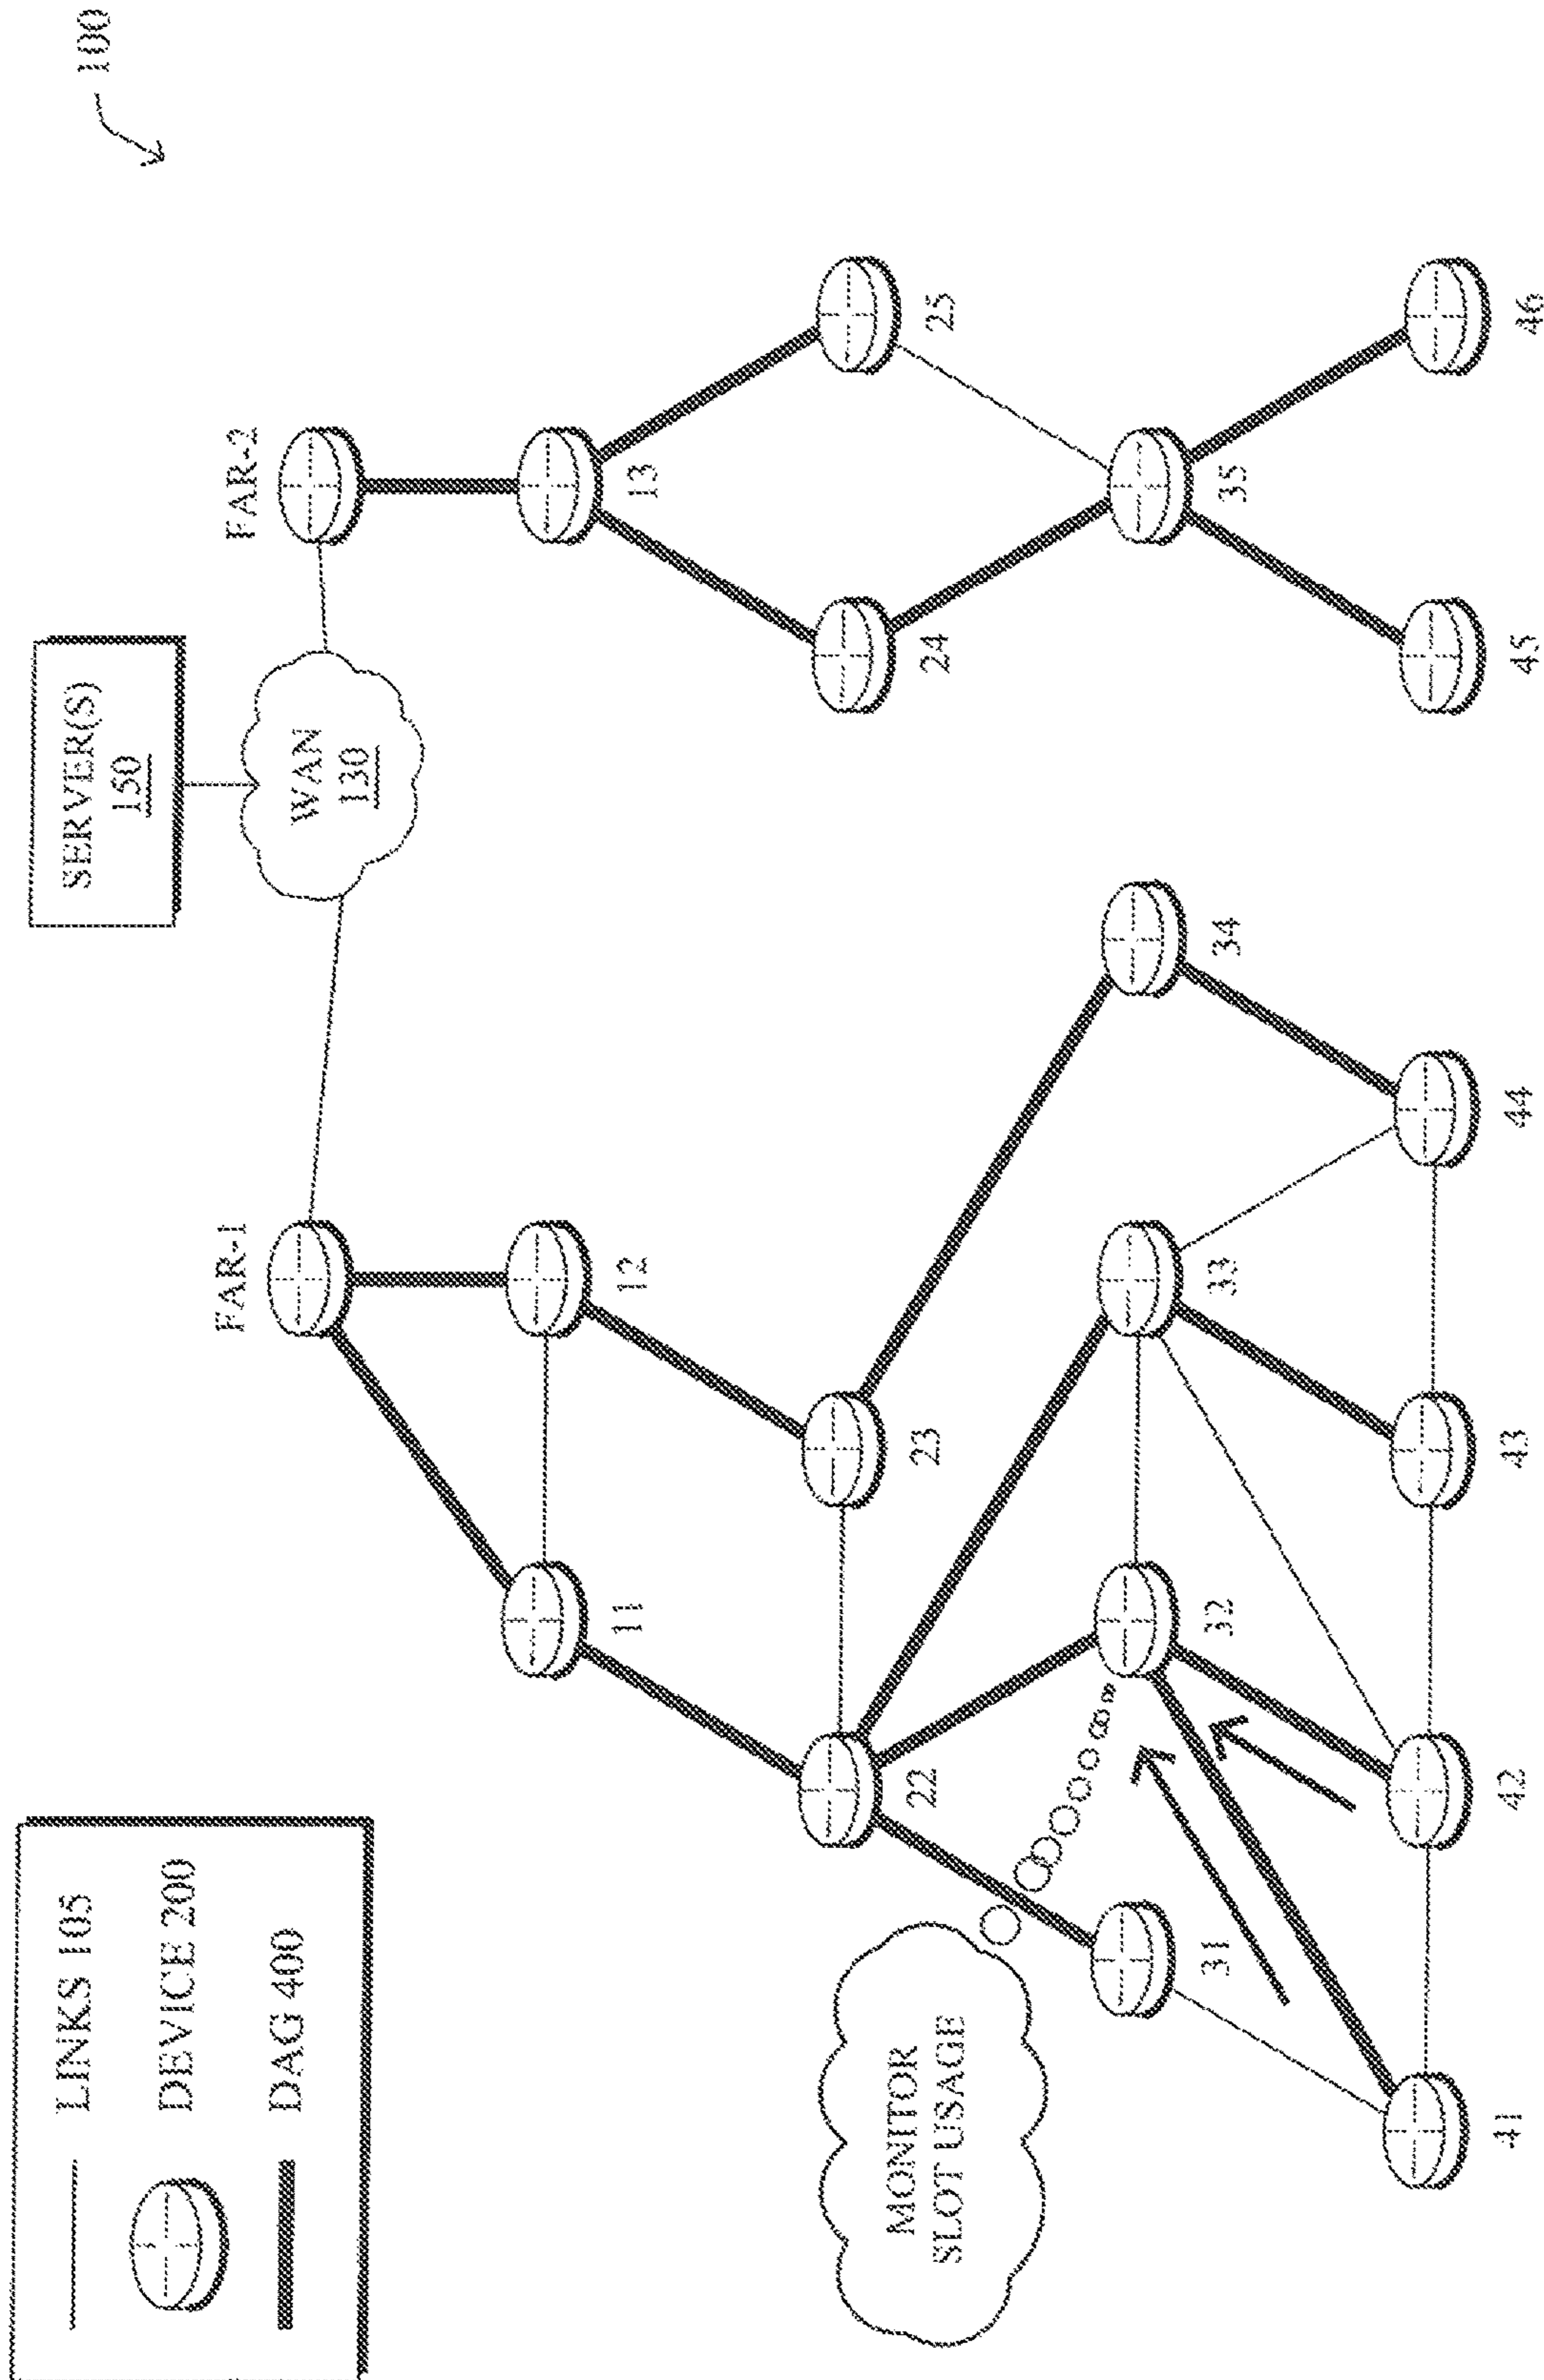 100
SERVER(S)
150
WAN
130
FAR-1
FAR-2
LINKS 105
DEVICE 200
DAG 400
11
12
13
22
23
24
25
MONITOR
SLOT USAGE
31
32
33
34
35
41
42
43
44
45
46